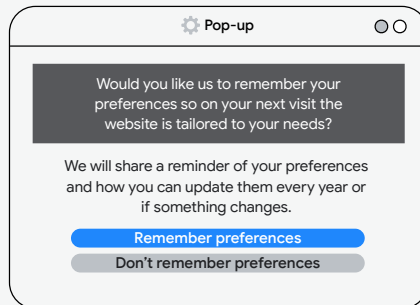 Pop-up
Would you like us to remember your
preferences so on your next visit the
website is tailored to your needs?
We will share a reminder of your preferences
and how you can update them every year or
if something changes.
Remember preferences
Don't remember preferences